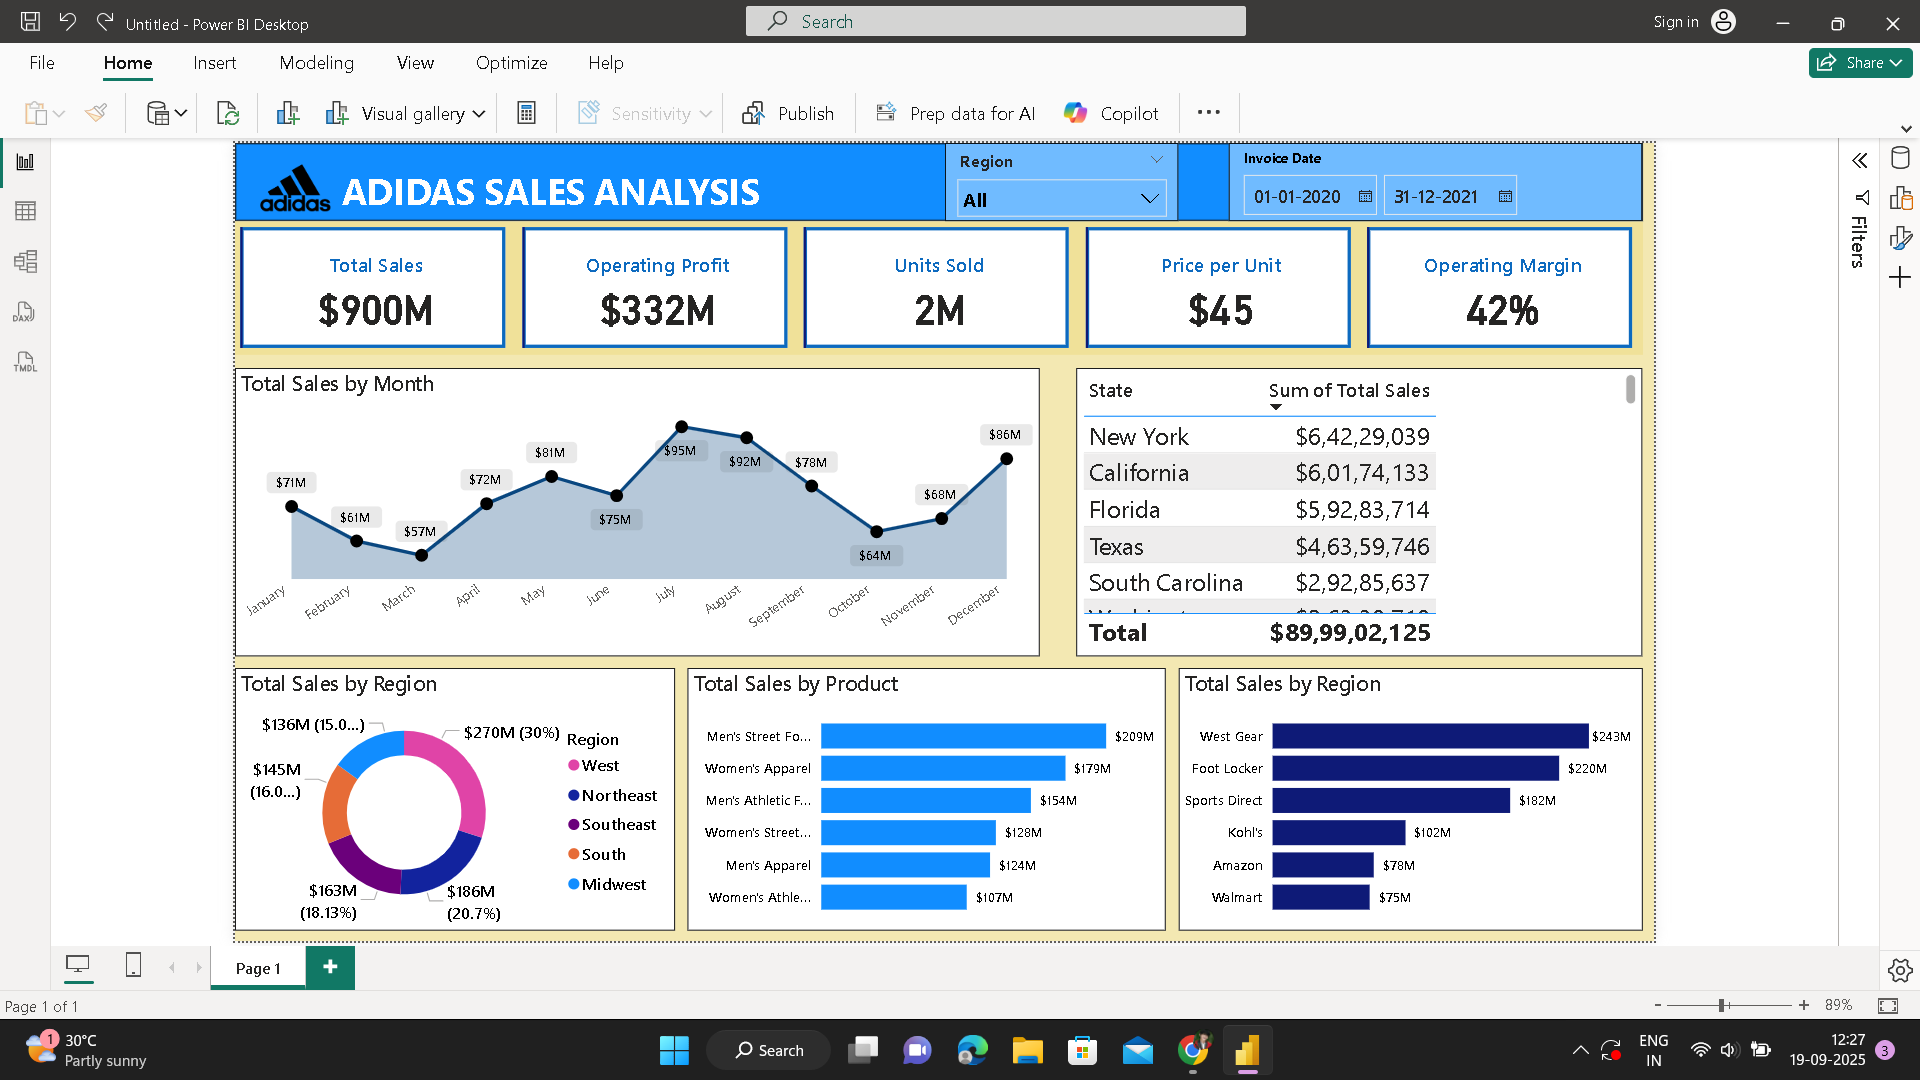 Untitled - Power BI Desktop
Search
Sign in
File
Home
Insert
Modeling
View
Optimize
Help
Share
Visual gallery
Sensitivity
Publish
Prep data for AI
Copilot
DAX
TMDL
adidas
ADIDAS SALES ANALYSIS
Region
All
Invoice Date
01-01-2020
31-12-2021
Filters
Total Sales
$900M
Operating Profit
$332M
Units Sold
2M
Price per Unit
$45
Operating Margin
42%
Total Sales by Month
$71M
$61M
$57M
$72M
$81M
$75M
$95M
$92M
$78M
$64M
$68M
$86M
January
February
March
April
May
June
July
August
September
October
November
December
State Sum of Total Sales
New York $6,42,29,039
California $6,01,74,133
Florida $5,92,83,714
Texas $4,63,59,746
South Carolina $2,92,85,637
Total $89,99,02,125
Total Sales by Region
$136M (15.0...)
$270M (30%)
$145M
(16.0...)
$163M
(18.13%)
$186M
(20.7%)
Region
West
Northeast
Southeast
South
Midwest
Total Sales by Product
Men's Street Fo... $209M
Women's Apparel $179M
Men's Athletic F... $154M
Women's Street... $128M
Men's Apparel $124M
Women's Athle... $107M
Total Sales by Region
West Gear $243M
Foot Locker $220M
Sports Direct $182M
Kohl's $102M
Amazon $78M
Walmart $75M
Page 1
Page 1 of 1
89%
1
30°C
Partly sunny
Search
ENG
IN
12:27
19-09-2025
3